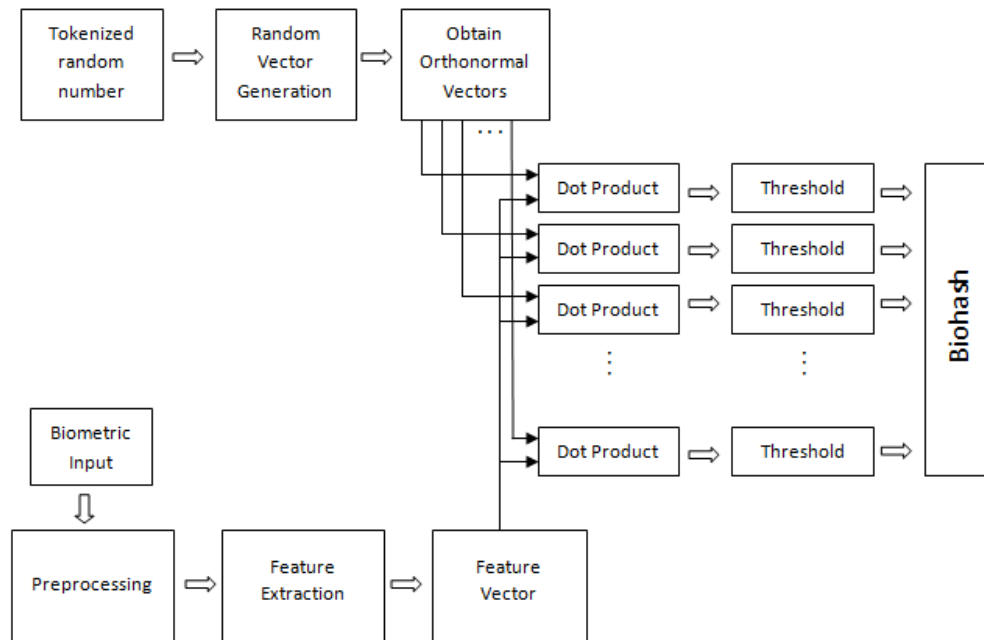 Tokenized
random
number
Random
Vector
Generation
Obtain
Orthonormal
Vectors
...
Dot Product
Threshold
Dot Product
Threshold
Dot Product
Threshold
Dot Product
Threshold
Biohash
Biometric
Input
Preprocessing
Feature
Extraction
Feature
Vector